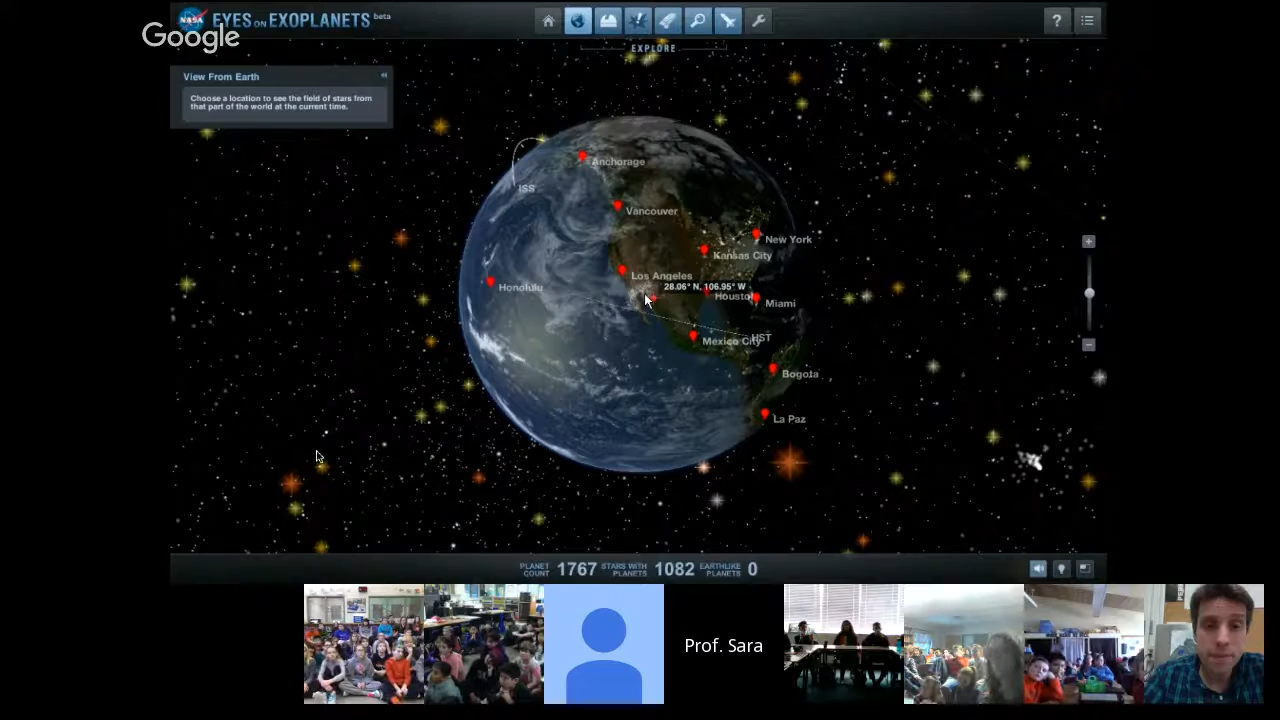 NASA EYES ON EXOPLANETS beta
Google
?
EXPLORE
View From Earth
Choose a location to see the field of stars from
that part of the world at the current time.
Anchorage
ISS
Vancouver
New York
Kansas City
Los Angeles
28.06° N, 106.95° W
Honolulu
Houston
Miami
HST
Mexico City
Bogota
La Paz
PLANET COUNT 1767 STARS WITH PLANETS 1082 EARTHLIKE PLANETS 0
Prof. Sara